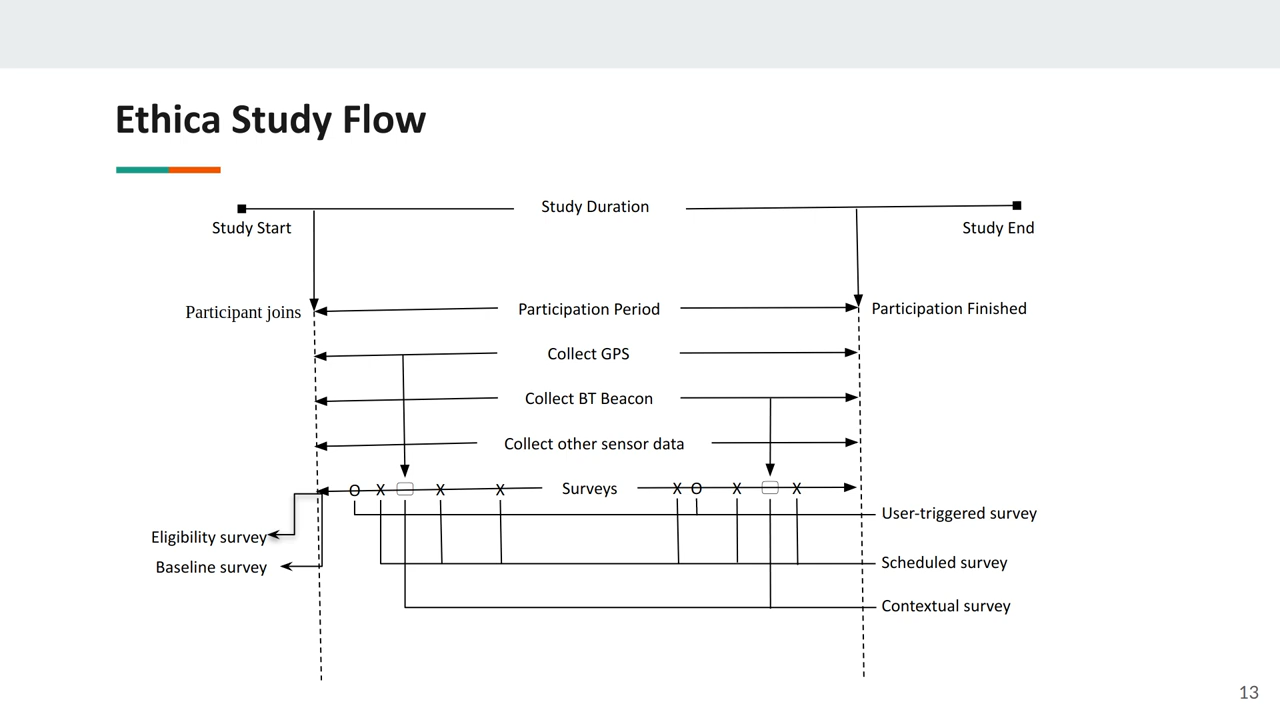 Ethica Study Flow
Study Duration
Study Start
Study End
Participant joins
Participation Period
Participation Finished
Collect GPS
Collect BT Beacon
Collect other sensor data
O X X X Surveys X O X X
User-triggered survey
Eligibility survey
Scheduled survey
Baseline survey
Contextual survey
13